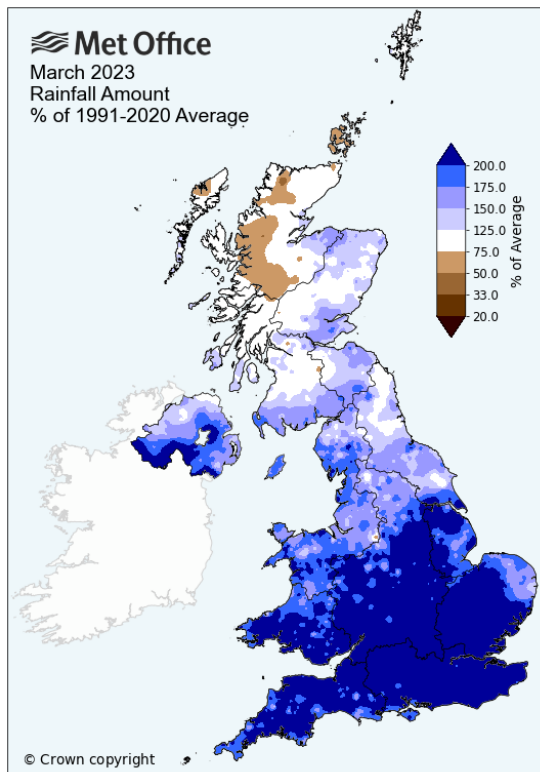 Met Office
March 2023
Rainfall Amount
% of 1991-2020 Average
200.0
175.0
150.0
125.0
75.0
50.0
33.0
20.0
% of Average
© Crown copyright